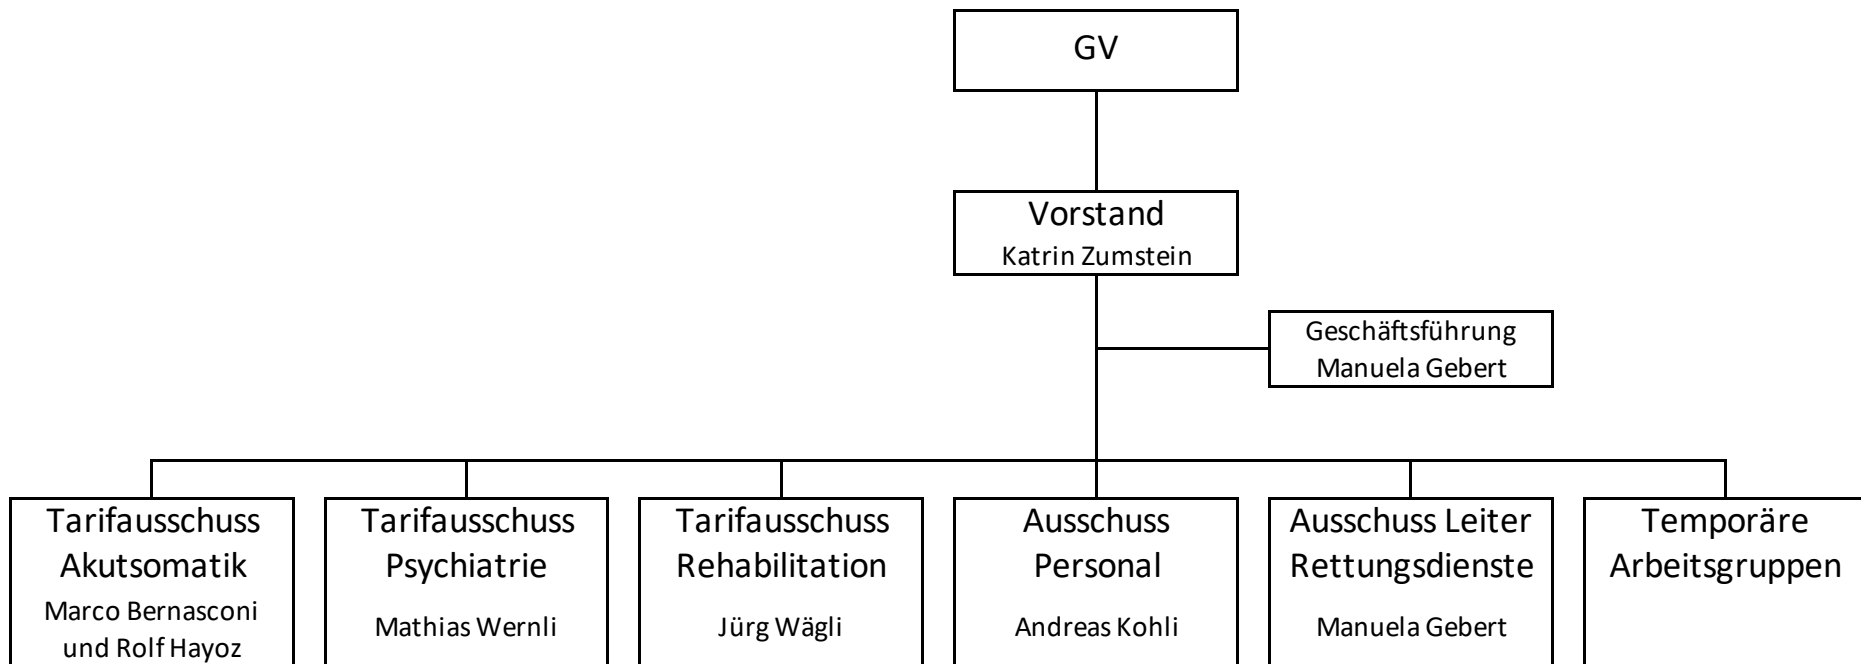 GV
Vorstand
Katrin Zumstein
Geschäftsführung
Manuela Gebert
Tarifausschuss
Akutsomatik
Marco Bernasconi
und Rolf Hayoz
Tarifausschuss
Psychiatrie
Mathias Wernli
Tarifausschuss
Rehabilitation
Jürg Wägli
Ausschuss
Personal
Andreas Kohli
Ausschuss Leiter
Rettungsdienste
Manuela Gebert
Temporäre
Arbeitsgruppen